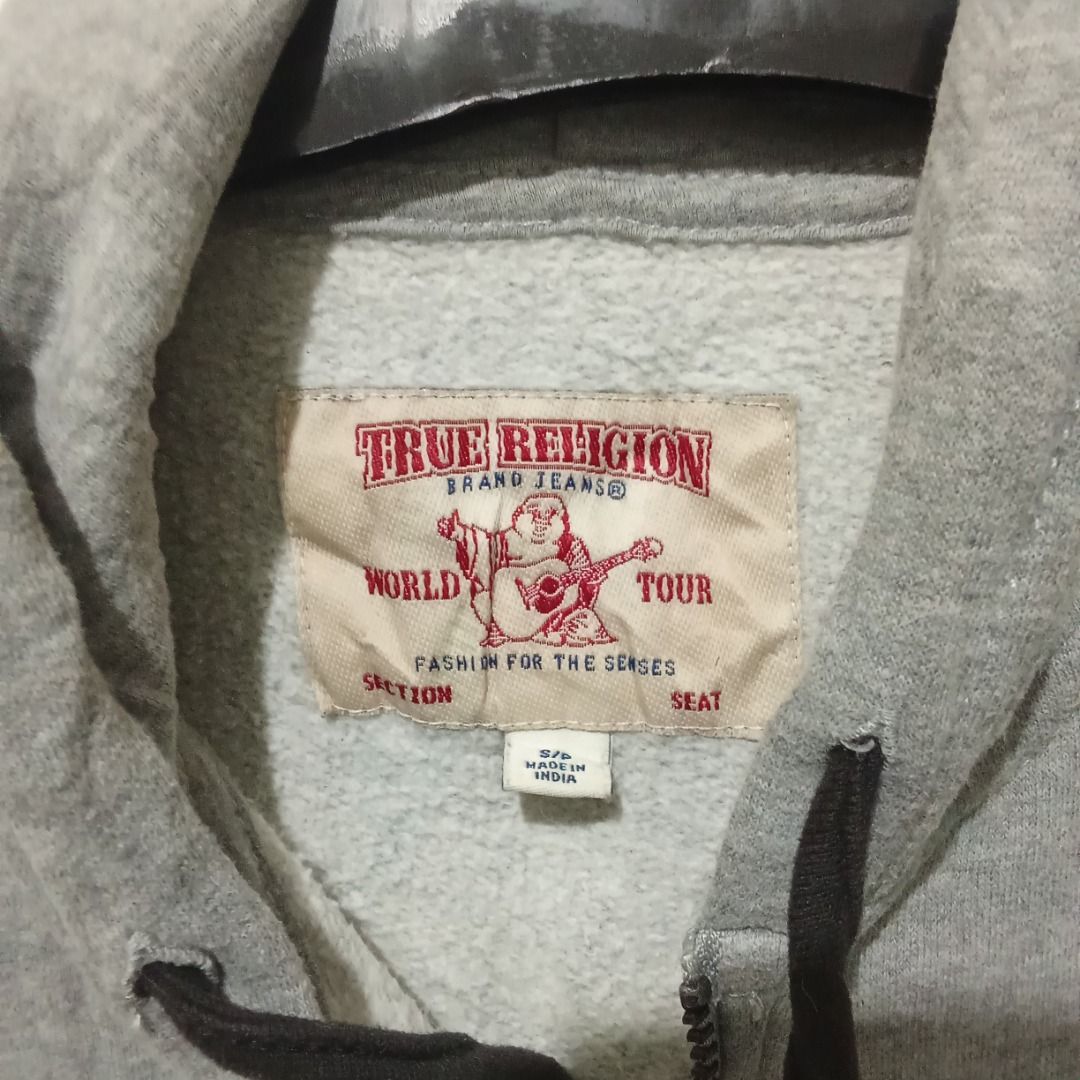 TRUE RELIGION
BRAND JEANS®
WORLD TOUR
FASHION FOR THE SENSES
SECTION SEAT
S/P
MADE IN
INDIA